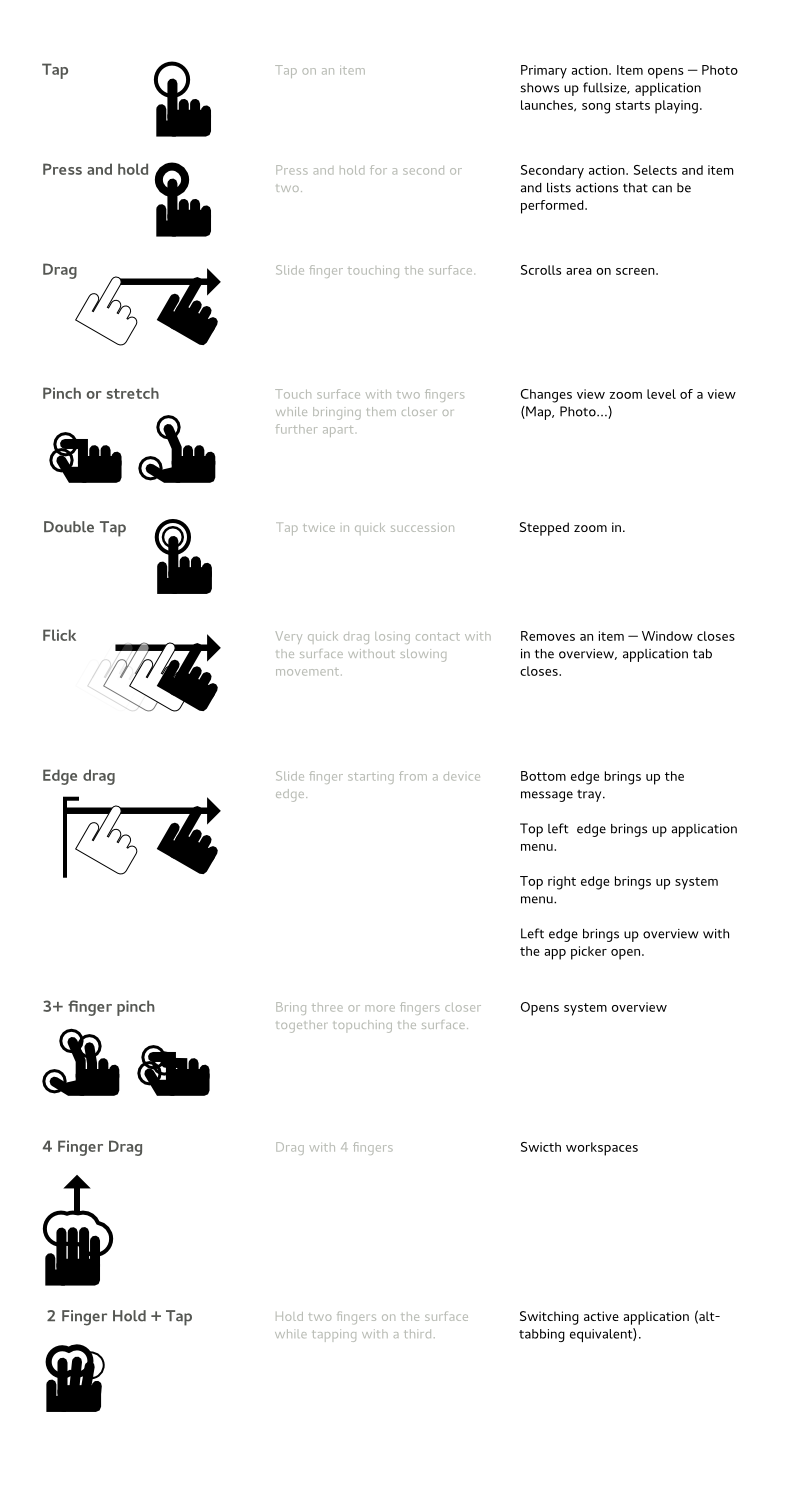 Tap
Tap on an item
Primary action. Item opens — Photo
shows up fullsize, application
launches, song starts playing.
Press and hold
Press and hold for a second or
two.
Secondary action. Selects and item
and lists actions that can be
performed.
Drag
Slide finger touching the surface.
Scrolls area on screen.
Pinch or stretch
Touch surface with two fingers
while bringing them closer or
further apart.
Changes view zoom level of a view
(Map, Photo...)
Double Tap
Tap twice in quick succession
Stepped zoom in.
Flick
Very quick drag losing contact with
the surface without slowing
movement.
Removes an item — Window closes
in the overview, application tab
closes.
Edge drag
Slide finger starting from a device
edge.
Bottom edge brings up the
message tray.
Top left  edge brings up application
menu.
Top right edge brings up system
menu.
Left edge brings up overview with
the app picker open.
3+ finger pinch
Bring three or more fingers closer
together topuching the surface.
Opens system overview
4 Finger Drag
Drag with 4 fingers
Swicth workspaces
2 Finger Hold + Tap
Hold two fingers on the surface
while tapping with a third.
Switching active application (alt-
tabbing equivalent).